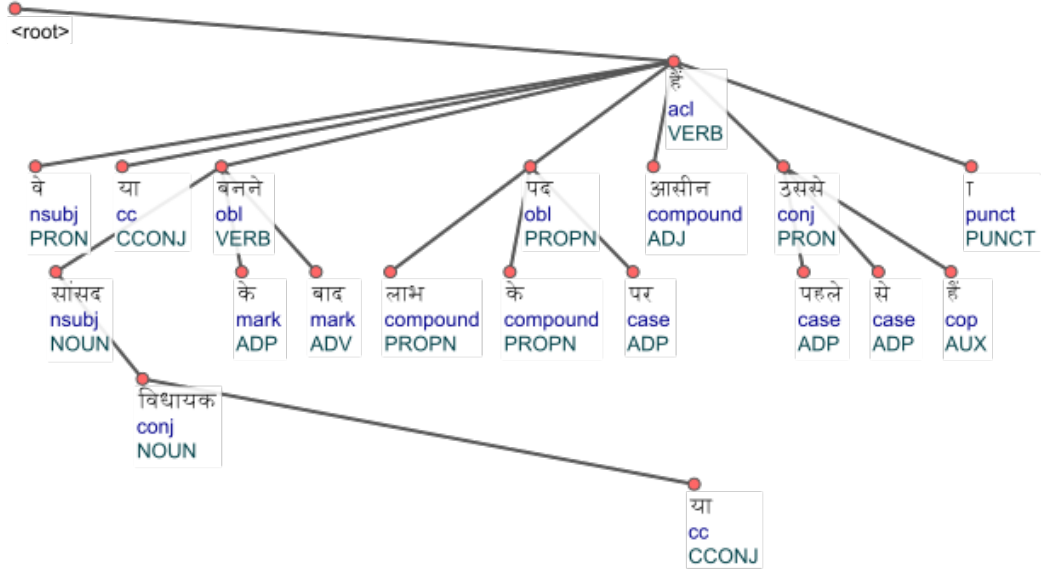 <root>
हैं
acl
VERB
वे या बनने पद आसीन उससे ा
nsubj cc obl obl compound conj punct
PRON CCONJ VERB PROPN ADJ PRON PUNCT
सांसद के बाद लाभ के पर पहले से हैं
nsubj mark mark compound compound case case case cop
NOUN ADP ADV PROPN PROPN ADP ADP ADP AUX
विधायक
conj
NOUN
या
cc
CCONJ